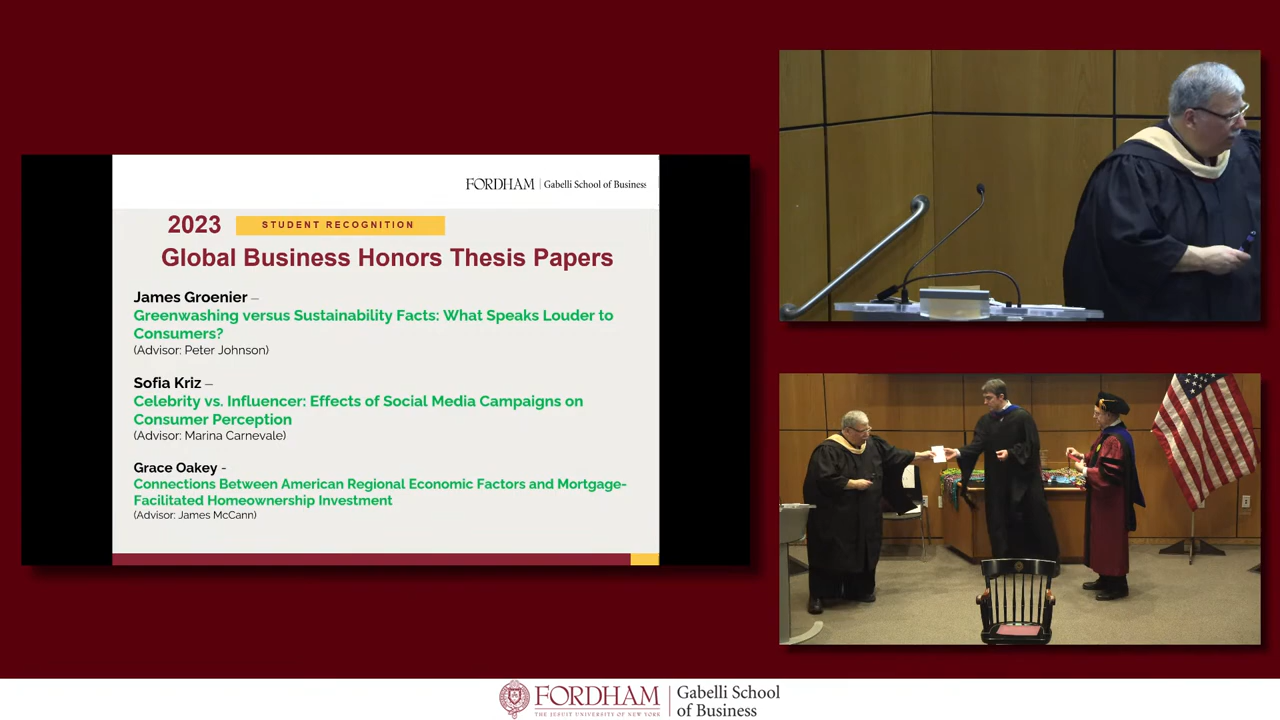 FORDHAM | Gabelli School of Business
2023 STUDENT RECOGNITION
Global Business Honors Thesis Papers
James Groenier –
Greenwashing versus Sustainability Facts: What Speaks Louder to
Consumers?
(Advisor: Peter Johnson)
Sofia Kriz –
Celebrity vs. Influencer: Effects of Social Media Campaigns on
Consumer Perception
(Advisor: Marina Carnevale)
Grace Oakey -
Connections Between American Regional Economic Factors and Mortgage-
Facilitated Homeownership Investment
(Advisor: James McCann)
FORDHAM
THE JESUIT UNIVERSITY OF NEW YORK
Gabelli School
of Business